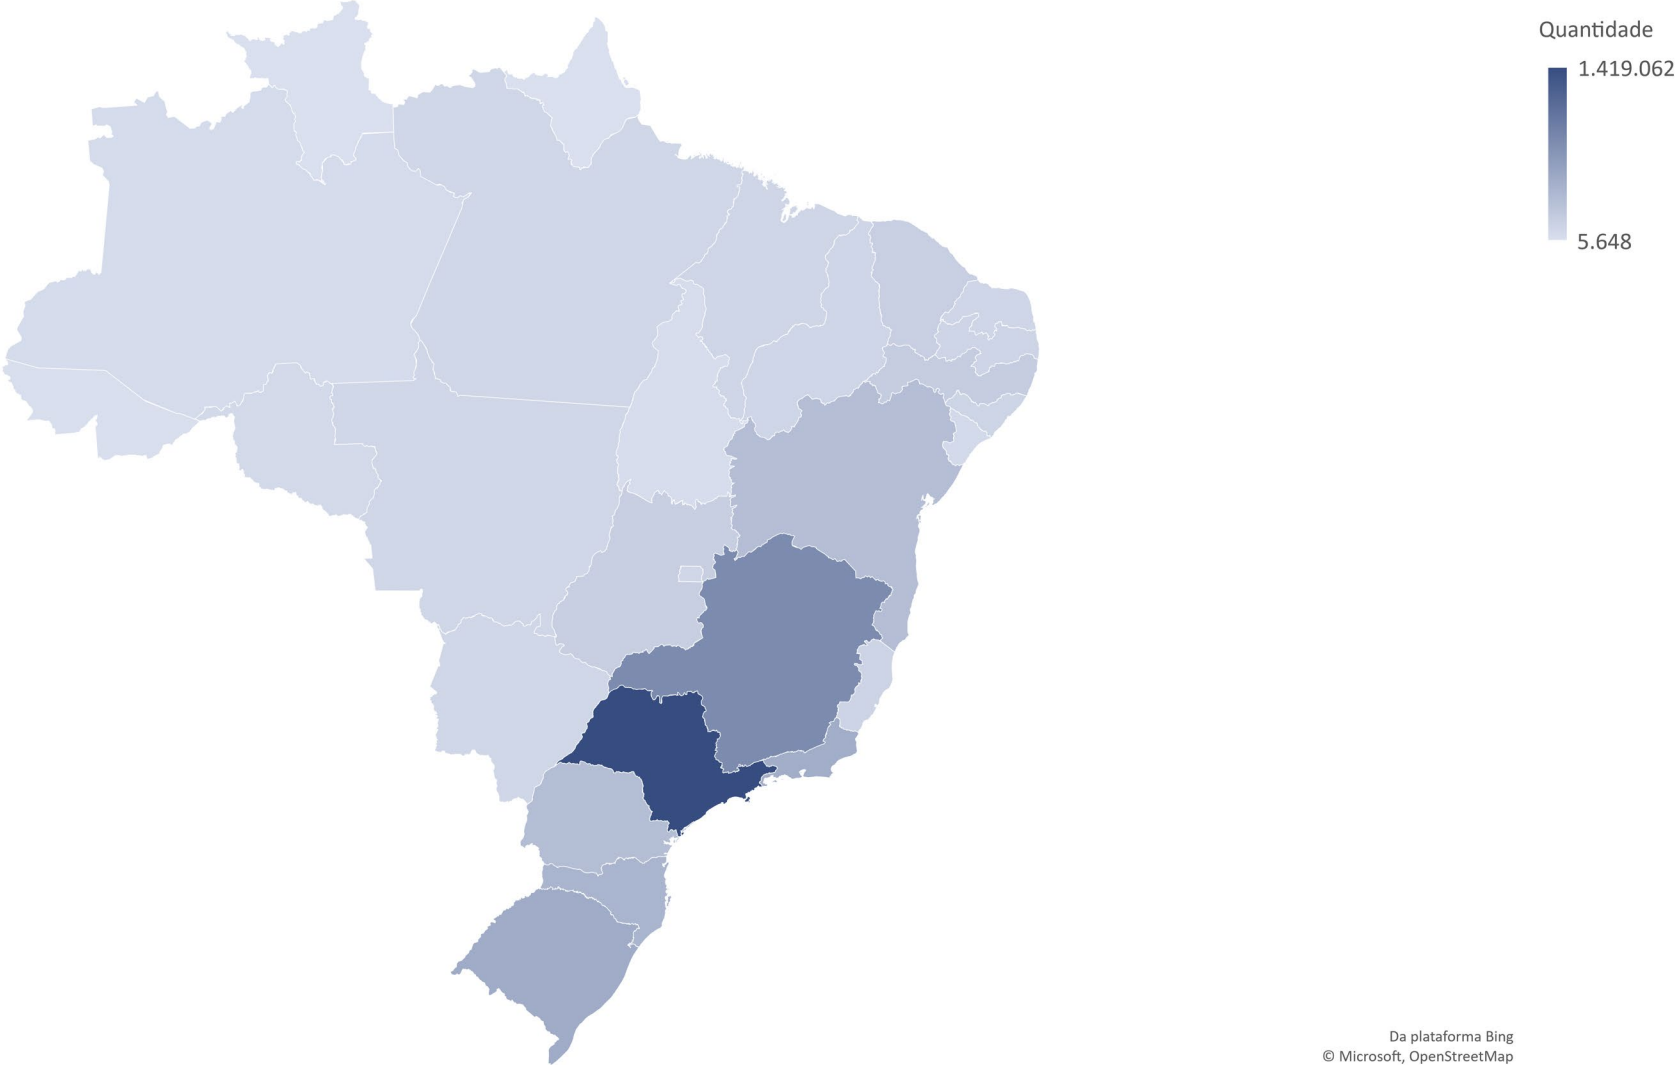 Quantidade
1.419.062
5.648
Da plataforma Bing
© Microsoft, OpenStreetMap